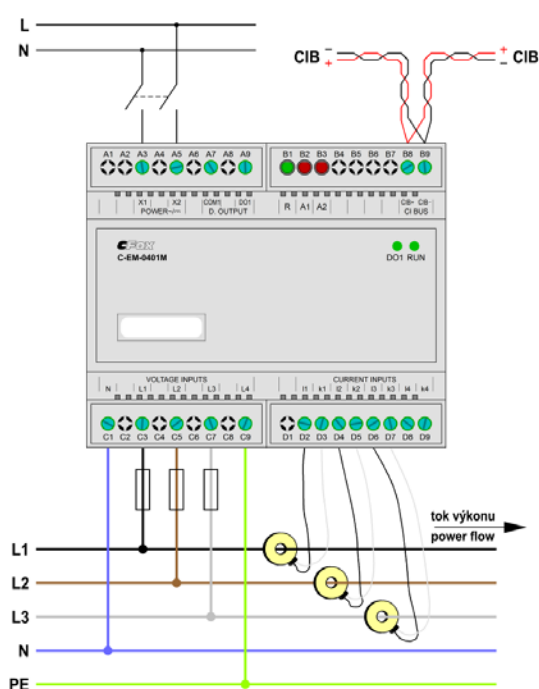 L
N
CIB − +
+ − CIB
A1 A2 A3 A4 A5 A6 A7 A8 A9
B1 B2 B3 B4 B5 B6 B7 B8 B9
X1 X2 COM1 DO1
POWER~/⎓ D. OUTPUT
R A1 A2 CIB+ CIB-
CI BUS
CFox
C-EM-0401M
DO1 RUN
VOLTAGE INPUTS
N L1 L2 L3 L4
CURRENT INPUTS
I1 k1 I2 k2 I3 k3 I4 k4
C1 C2 C3 C4 C5 C6 C7 C8 C9
D1 D2 D3 D4 D5 D6 D7 D8 D9
tok výkonu
power flow
L1
L2
L3
N
PE